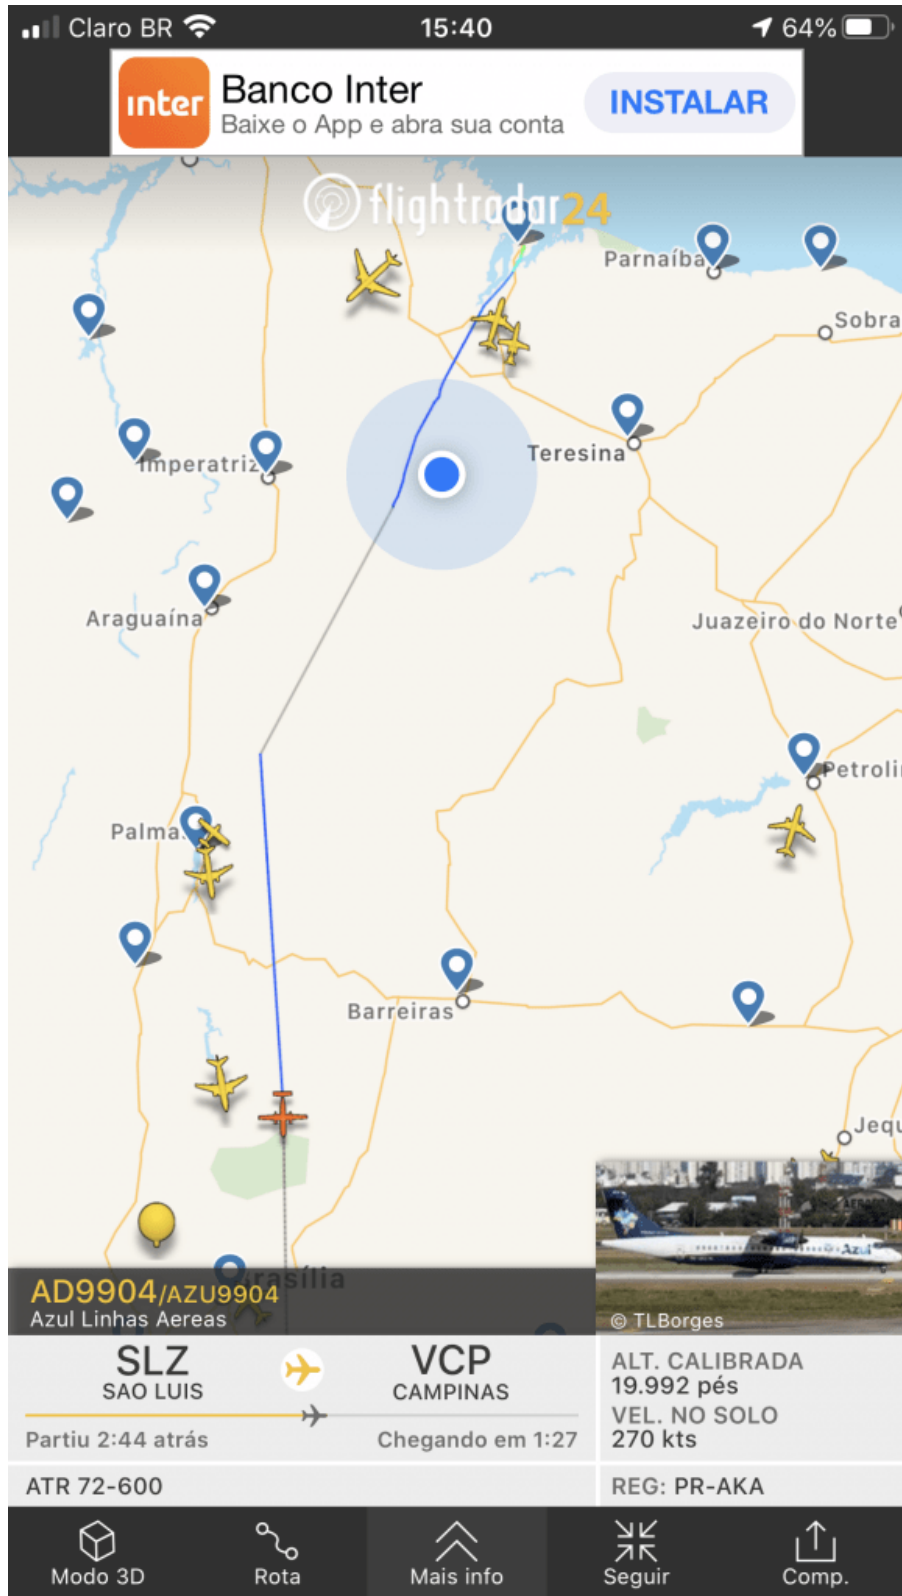 Claro BR
15:40
64%
inter
Banco Inter
Baixe o App e abra sua conta
INSTALAR
flightradar24
Parnaíba
Sobra
Teresina
Imperatriz
Araguaína
Juazeiro do Norte
Petrolin
Palma
Barreiras
Jequ
rasília
AD9904/AZU9904
Azul Linhas Aereas
Azul
© TLBorges
SLZ
SAO LUIS
VCP
CAMPINAS
Partiu 2:44 atrás
Chegando em 1:27
ALT. CALIBRADA
19.992 pés
VEL. NO SOLO
270 kts
ATR 72-600
REG: PR-AKA
Modo 3D
Rota
Mais info
Seguir
Comp.